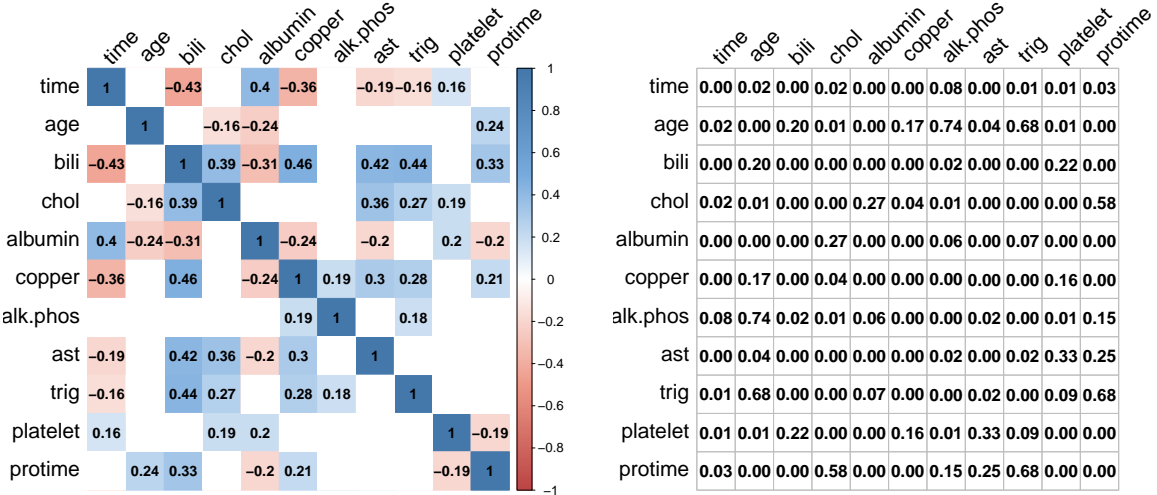 time age bili chol albumin copper alk.phos ast trig platelet protime
time 1 −0.43 0.4 −0.36 −0.19 −0.16 0.16
age 1 −0.16 −0.24 0.24
bili −0.43 1 0.39 −0.31 0.46 0.42 0.44 0.33
chol −0.16 0.39 1 0.36 0.27 0.19
albumin 0.4 −0.24 −0.31 1 −0.24 −0.2 0.2 −0.2
copper −0.36 0.46 −0.24 1 0.19 0.3 0.28 0.21
alk.phos 0.19 1 0.18
ast −0.19 0.42 0.36 −0.2 0.3 1
trig −0.16 0.44 0.27 0.28 0.18 1
platelet 0.16 0.19 0.2 1 −0.19
protime 0.24 0.33 −0.2 0.21 −0.19 1
1
0.8
0.6
0.4
0.2
0
−0.2
−0.4
−0.6
−0.8
−1
time age bili chol albumin copper alk.phos ast trig platelet protime
time 0.00 0.02 0.00 0.02 0.00 0.00 0.08 0.00 0.01 0.01 0.03
age 0.02 0.00 0.20 0.01 0.00 0.17 0.74 0.04 0.68 0.01 0.00
bili 0.00 0.20 0.00 0.00 0.00 0.00 0.02 0.00 0.00 0.22 0.00
chol 0.02 0.01 0.00 0.00 0.27 0.04 0.01 0.00 0.00 0.00 0.58
albumin 0.00 0.00 0.00 0.27 0.00 0.00 0.06 0.00 0.07 0.00 0.00
copper 0.00 0.17 0.00 0.04 0.00 0.00 0.00 0.00 0.00 0.16 0.00
alk.phos 0.08 0.74 0.02 0.01 0.06 0.00 0.00 0.02 0.00 0.01 0.15
ast 0.00 0.04 0.00 0.00 0.00 0.00 0.02 0.00 0.02 0.33 0.25
trig 0.01 0.68 0.00 0.00 0.07 0.00 0.00 0.02 0.00 0.09 0.68
platelet 0.01 0.01 0.22 0.00 0.00 0.16 0.01 0.33 0.09 0.00 0.00
protime 0.03 0.00 0.00 0.58 0.00 0.00 0.15 0.25 0.68 0.00 0.00